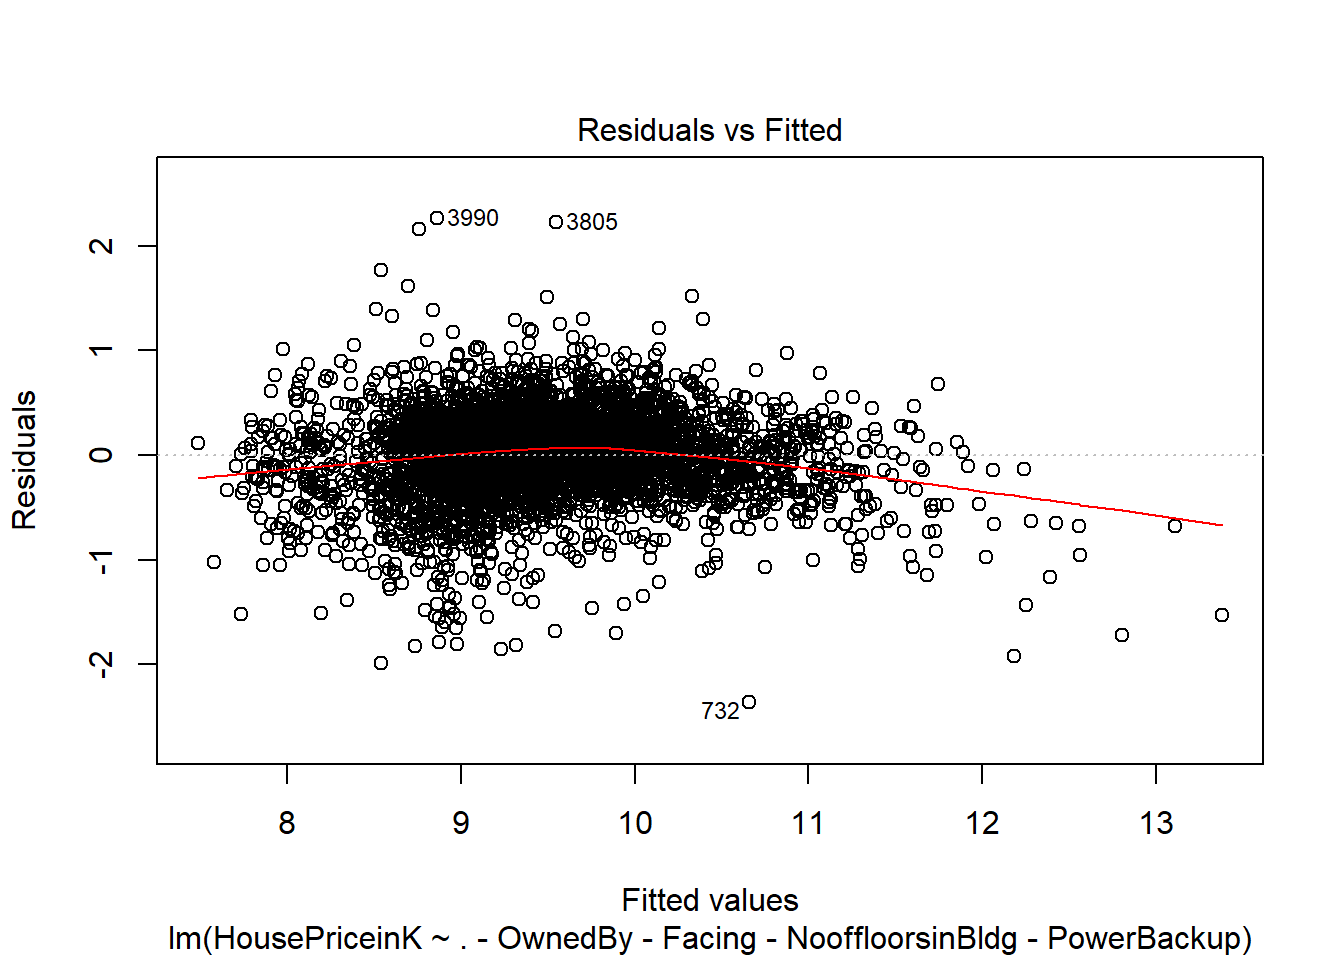 Residuals vs Fitted
3990
3805
732
2
1
0
-1
-2
Residuals
8 9 10 11 12 13
Fitted values
lm(HousePriceinK ~ . - OwnedBy - Facing - NooffloorsinBldg - PowerBackup)